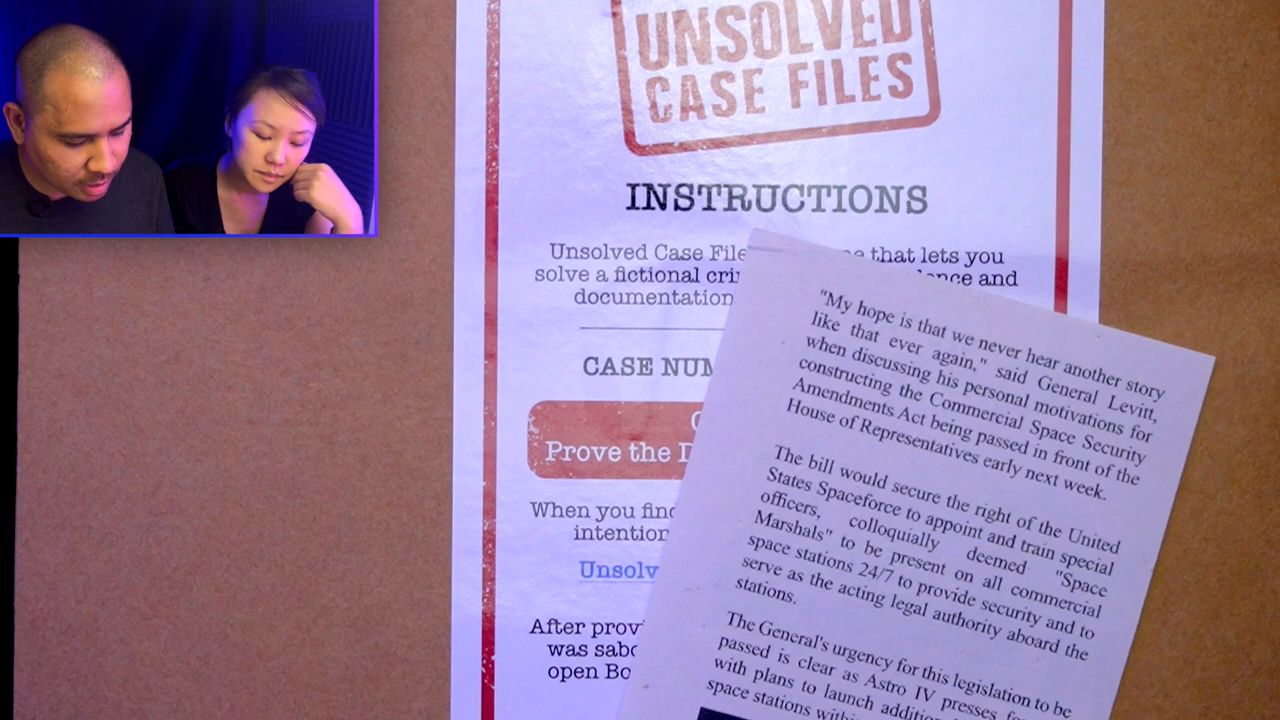 UNSOLVED
CASE FILES
INSTRUCTIONS
Unsolved Case File that lets you
solve a fictional and
documentation
CASE NUM
Prove the D
When you find
intention
Unsolv
After prov
was sabo
open Bo
"My hope is that we never hear another story
like that ever again," said General Levitt,
when discussing his personal motivations for
constructing the Commercial Space Security
Amendments Act being passed in front of the
House of Representatives early next week.
The bill would secure the right of the United
States Spaceforce to appoint and train special
officers, colloquially deemed "Space
Marshals" to be present on all commercial
space stations 24/7 to provide security and to
serve as the acting legal authority aboard the
stations.
The General's urgency for this legislation to be
passed is clear as Astro IV presses
with plans to launch
space stations